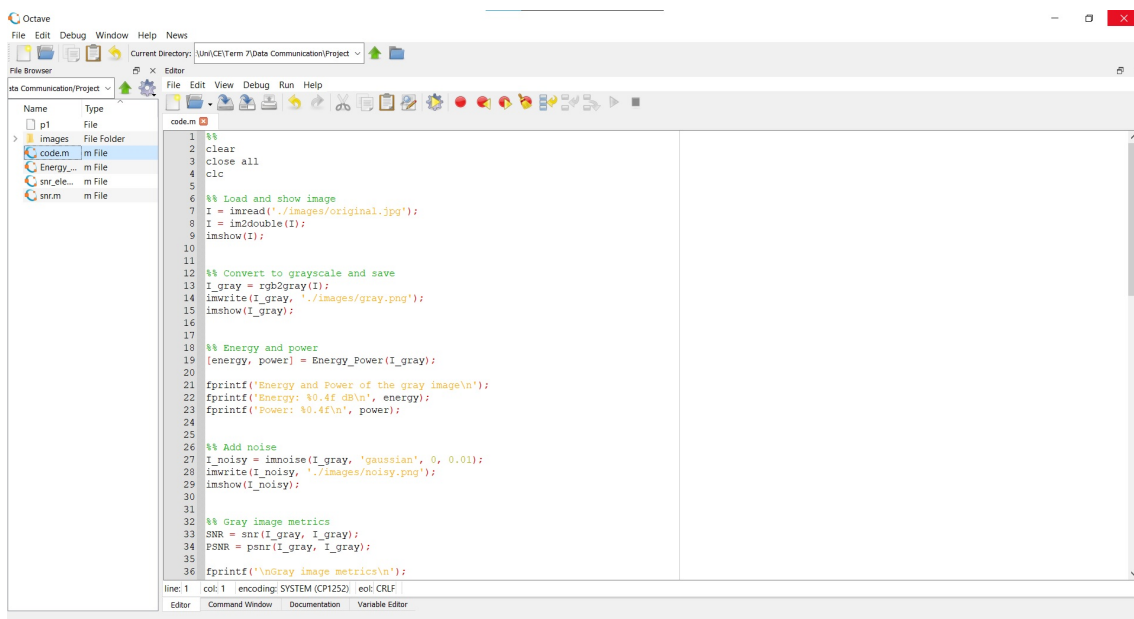 Octave
File Edit Debug Window Help News
Current Directory: \Uni\CE\Term 7\Data Communication\Project
File Browser
ata Communication/Project
Name Type
p1 File
images File Folder
code.m m File
Energy_... m File
snr_ele... m File
snr.m m File
Editor
File Edit View Debug Run Help
code.m
1 %%
2 clear
3 close all
4 clc
5
6 %% Load and show image
7 I = imread('./images/original.jpg');
8 I = im2double(I);
9 imshow(I);
10
11
12 %% Convert to grayscale and save
13 I_gray = rgb2gray(I);
14 imwrite(I_gray, './images/gray.png');
15 imshow(I_gray);
16
17
18 %% Energy and power
19 [energy, power] = Energy_Power(I_gray);
20
21 fprintf('Energy and Power of the gray image\n');
22 fprintf('Energy: %0.4f dB\n', energy);
23 fprintf('Power: %0.4f\n', power);
24
25
26 %% Add noise
27 I_noisy = imnoise(I_gray, 'gaussian', 0, 0.01);
28 imwrite(I_noisy, './images/noisy.png');
29 imshow(I_noisy);
30
31
32 %% Gray image metrics
33 SNR = snr(I_gray, I_gray);
34 PSNR = psnr(I_gray, I_gray);
35
36 fprintf('\nGray image metrics\n');
line: 1 col: 1 encoding: SYSTEM (CP1252) eol: CRLF
Editor Command Window Documentation Variable Editor